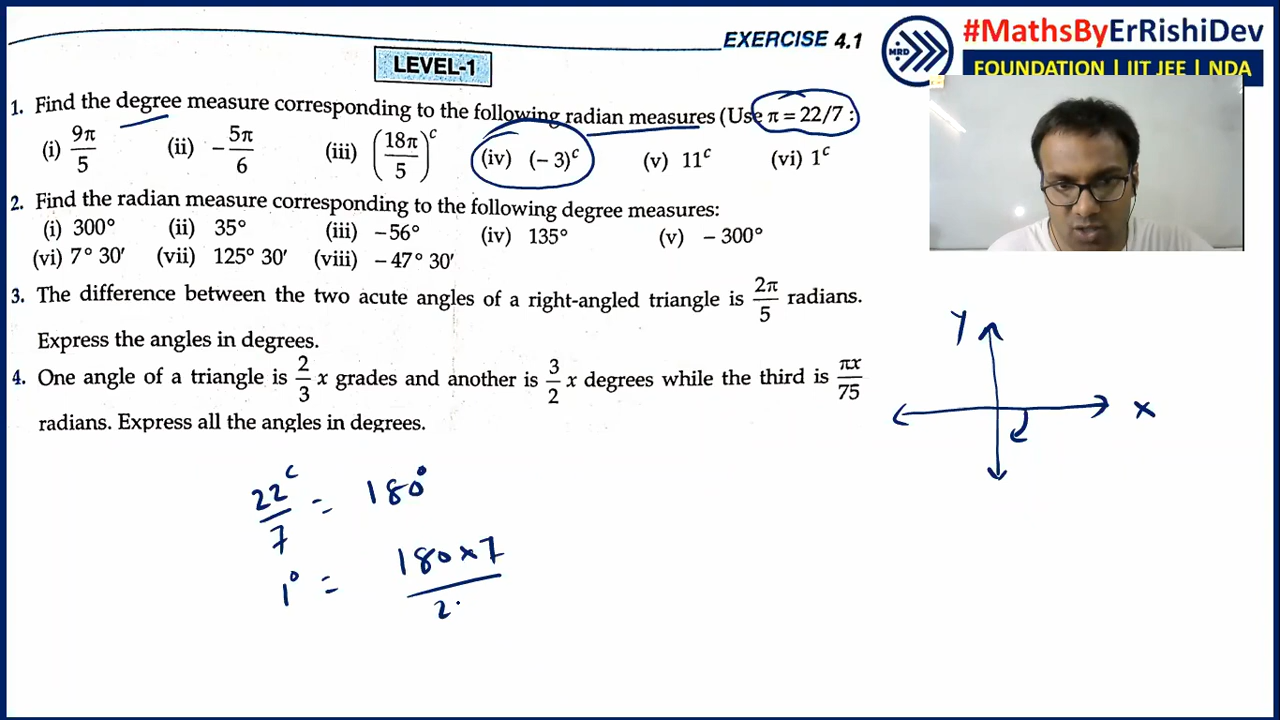 EXERCISE 4.1
#MathsByErRishiDev
MRD
FOUNDATION | IIT JEE | NDA
LEVEL-1
1. Find the degree measure corresponding to the following radian measures (Use π = 22/7 :
(i) 9π/5 (ii) − 5π/6 (iii) (18π/5)ᶜ (iv) (− 3)ᶜ (v) 11ᶜ (vi) 1ᶜ
2. Find the radian measure corresponding to the following degree measures:
(i) 300° (ii) 35° (iii) −56° (iv) 135° (v) − 300°
(vi) 7° 30′ (vii) 125° 30′ (viii) − 47° 30′
3. The difference between the two acute angles of a right-angled triangle is 2π/5 radians.
Express the angles in degrees.
4. One angle of a triangle is 2/3 x grades and another is 3/2 x degrees while the third is πx/75
radians. Express all the angles in degrees.
y
x
22/7 ᶜ = 180°
1° = 180×7/2